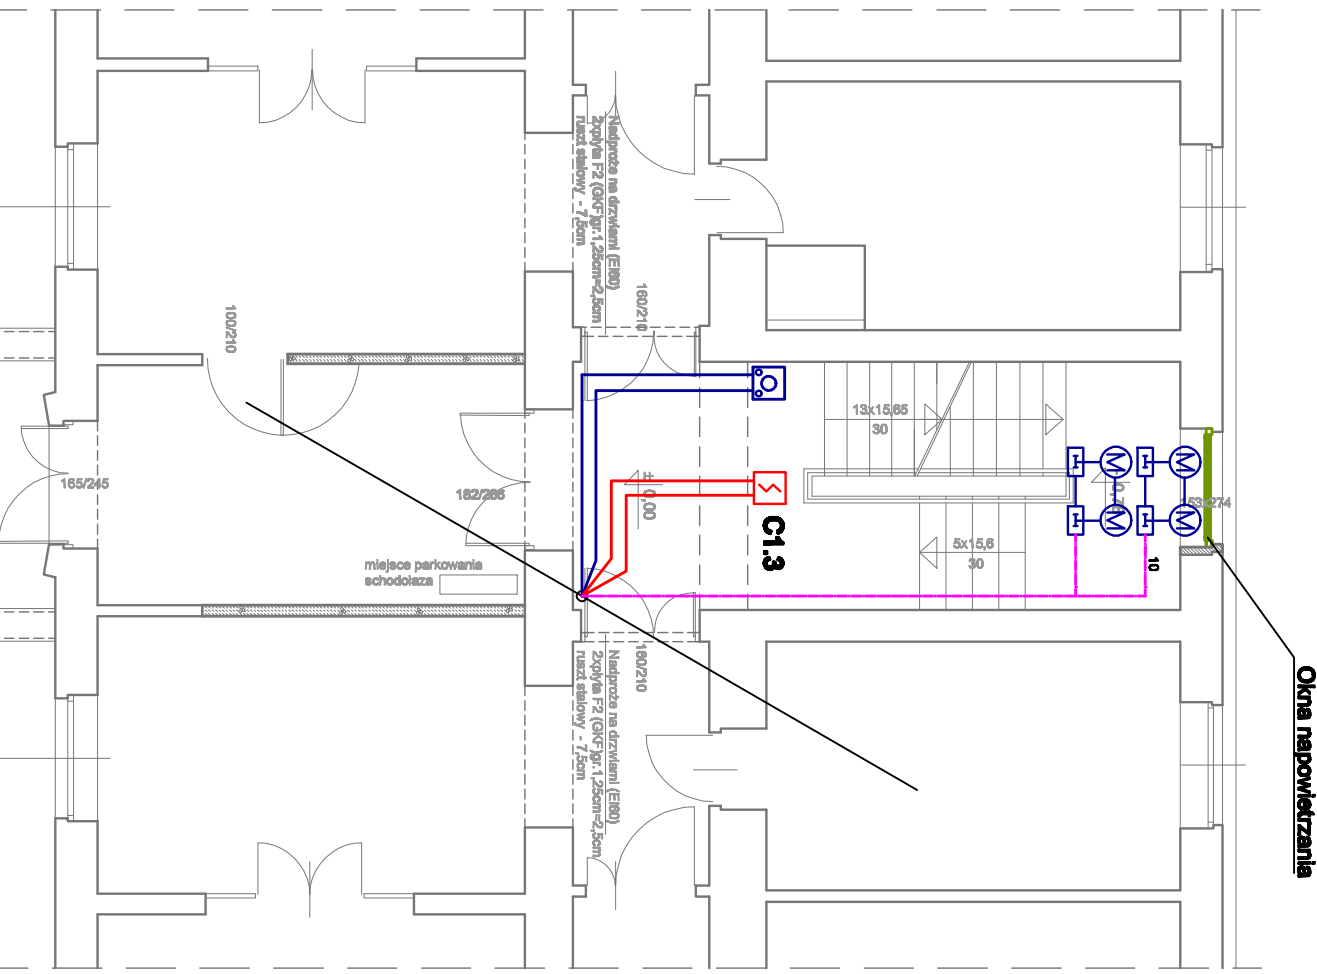 Nadproże na drzwiami (EI60)
2xpłyta F2 (GKF)gr.1,25cm=2,5cm
ruszt stalowy - 7,5cm
160/210
100/210
13x15,65
30
M
M
M
M
153x274
165/245
182/266
± 0,00
C1.3
5x15,6
30
10
miejsce parkowania
schodołaza
180/210
Nadproże na drzwiami (EI60)
2xpłyta F2 (GKF)gr.1,25cm=2,5cm
ruszt stalowy - 7,5cm
Okna napowietrzania